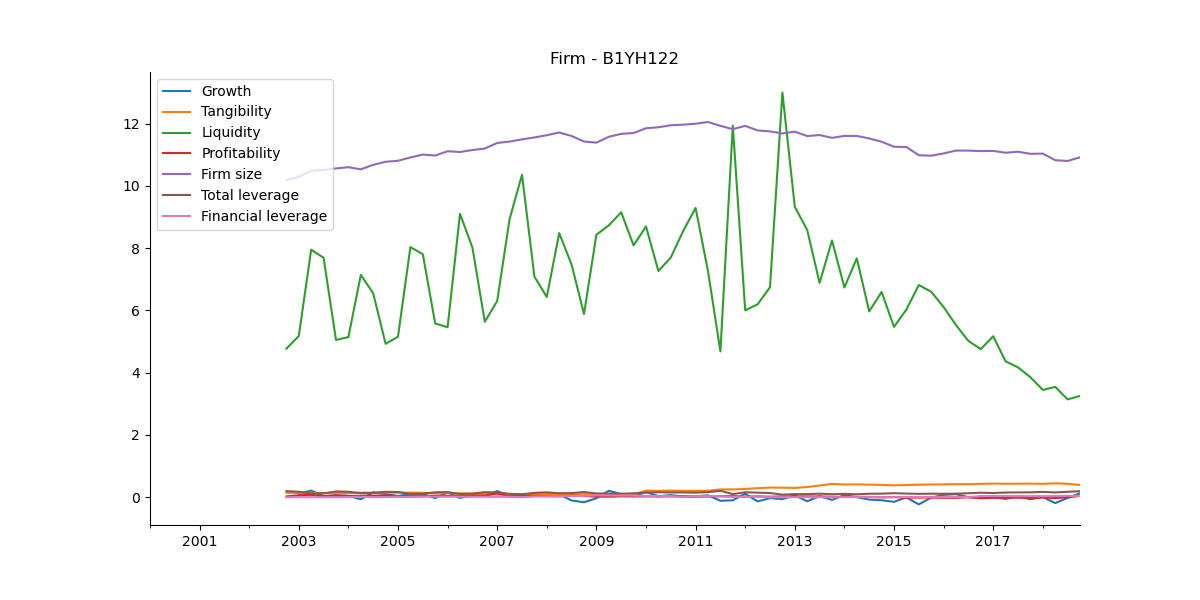 Firm - B1YH122
Growth
Tangibility
Liquidity
Profitability
Firm size
Total leverage
Financial leverage
12
10
8
6
4
2
0
2001 2003 2005 2007 2009 2011 2013 2015 2017